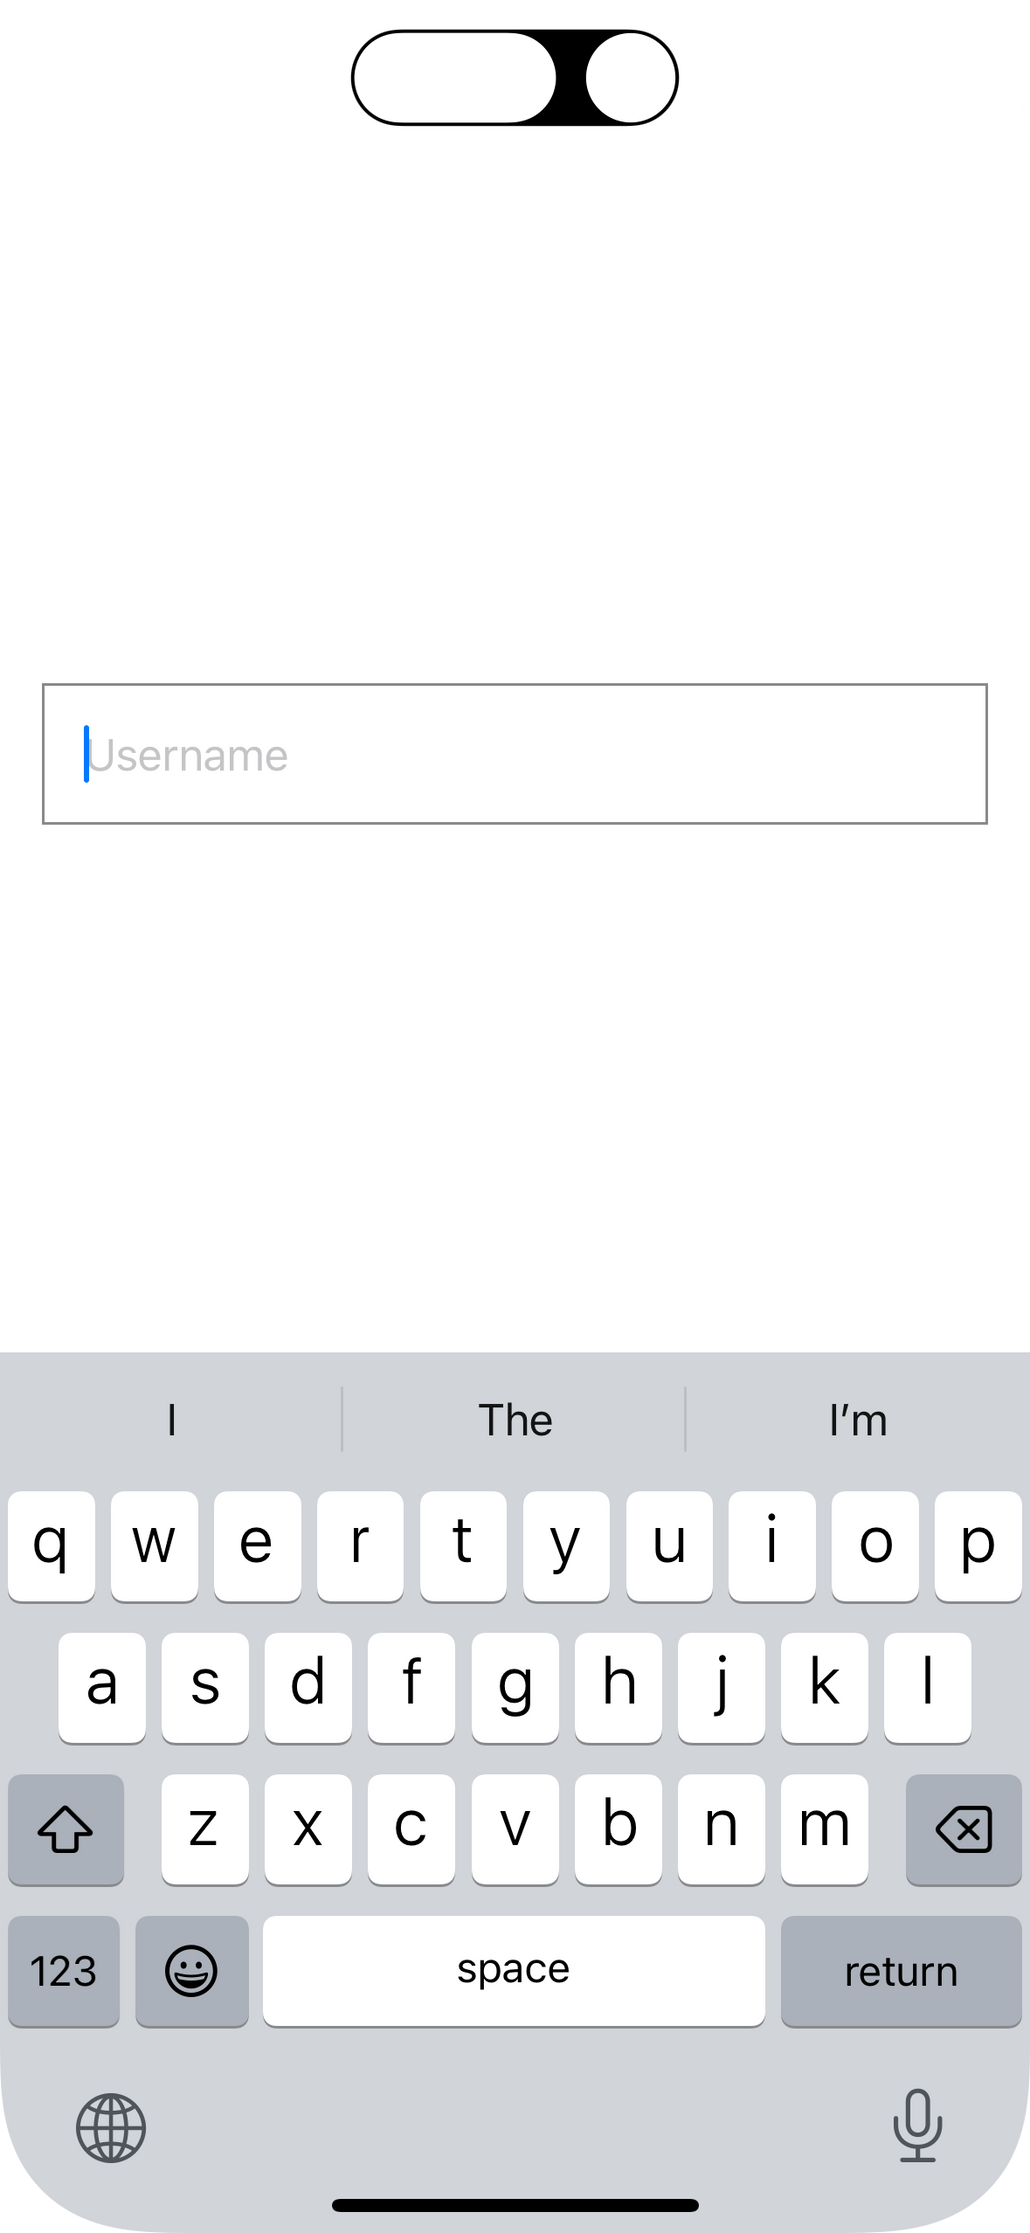 Username
I The I’m
q w e r t y u i o p
a s d f g h j k l
z x c v b n m
123 space return